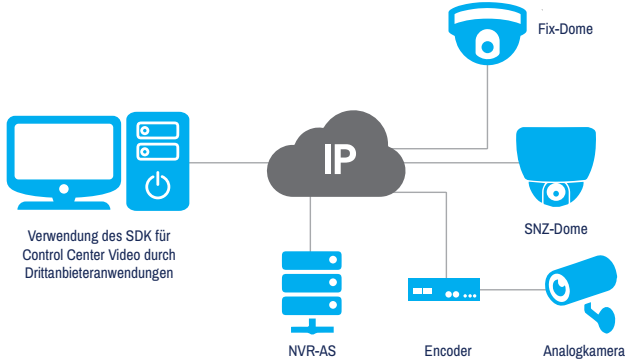 Fix-Dome
IP
SNZ-Dome
Verwendung des SDK für
Control Center Video durch
Drittanbieteranwendungen
NVR-AS
Encoder
Analogkamera